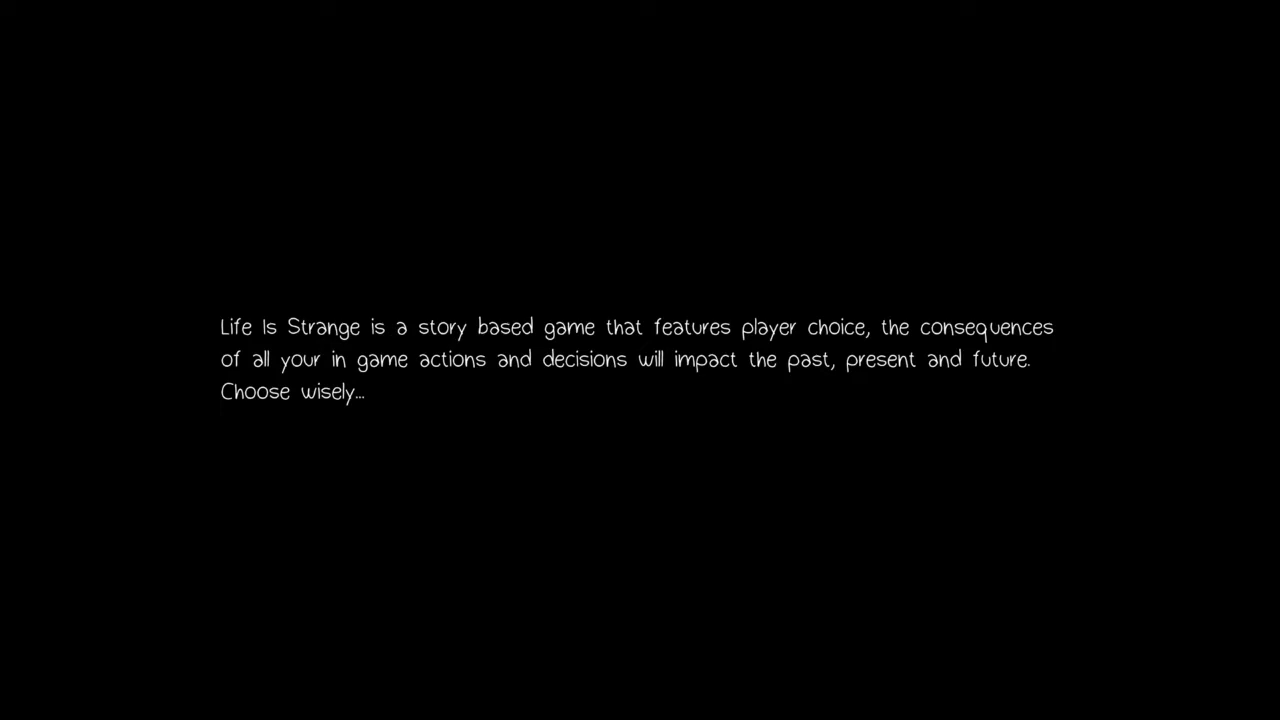 Life Is Strange is a story based game that features player choice, the consequences
of all your in game actions and decisions will impact the past, present and future.
Choose wisely...